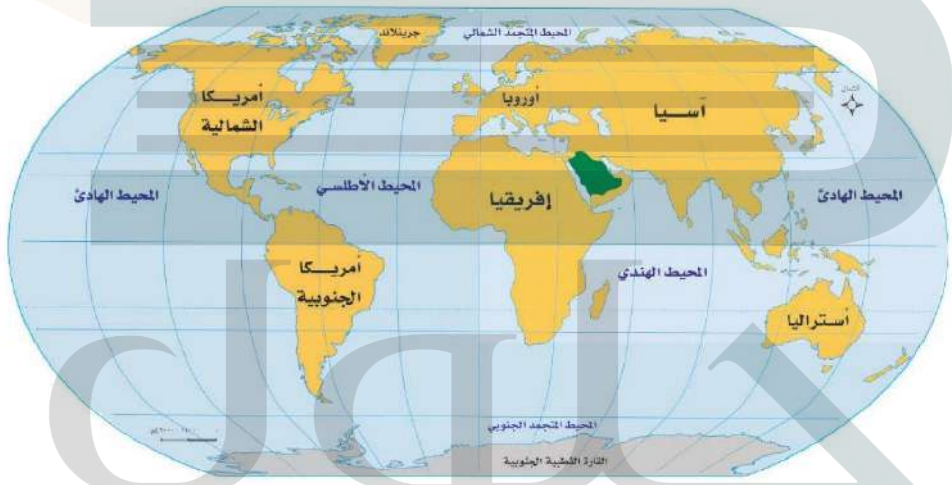 جرينلاند
المحيط المتجمد الشمالي
أمريكا
الشمالية
أوروبا
آسيا
الشمال
المحيط الهادئ
المحيط الأطلسي
إفريقيا
المحيط الهادئ
أمريكا
الجنوبية
المحيط الهندي
أستراليا
المحيط المتجمد الجنوبي
القارة القطبية الجنوبية